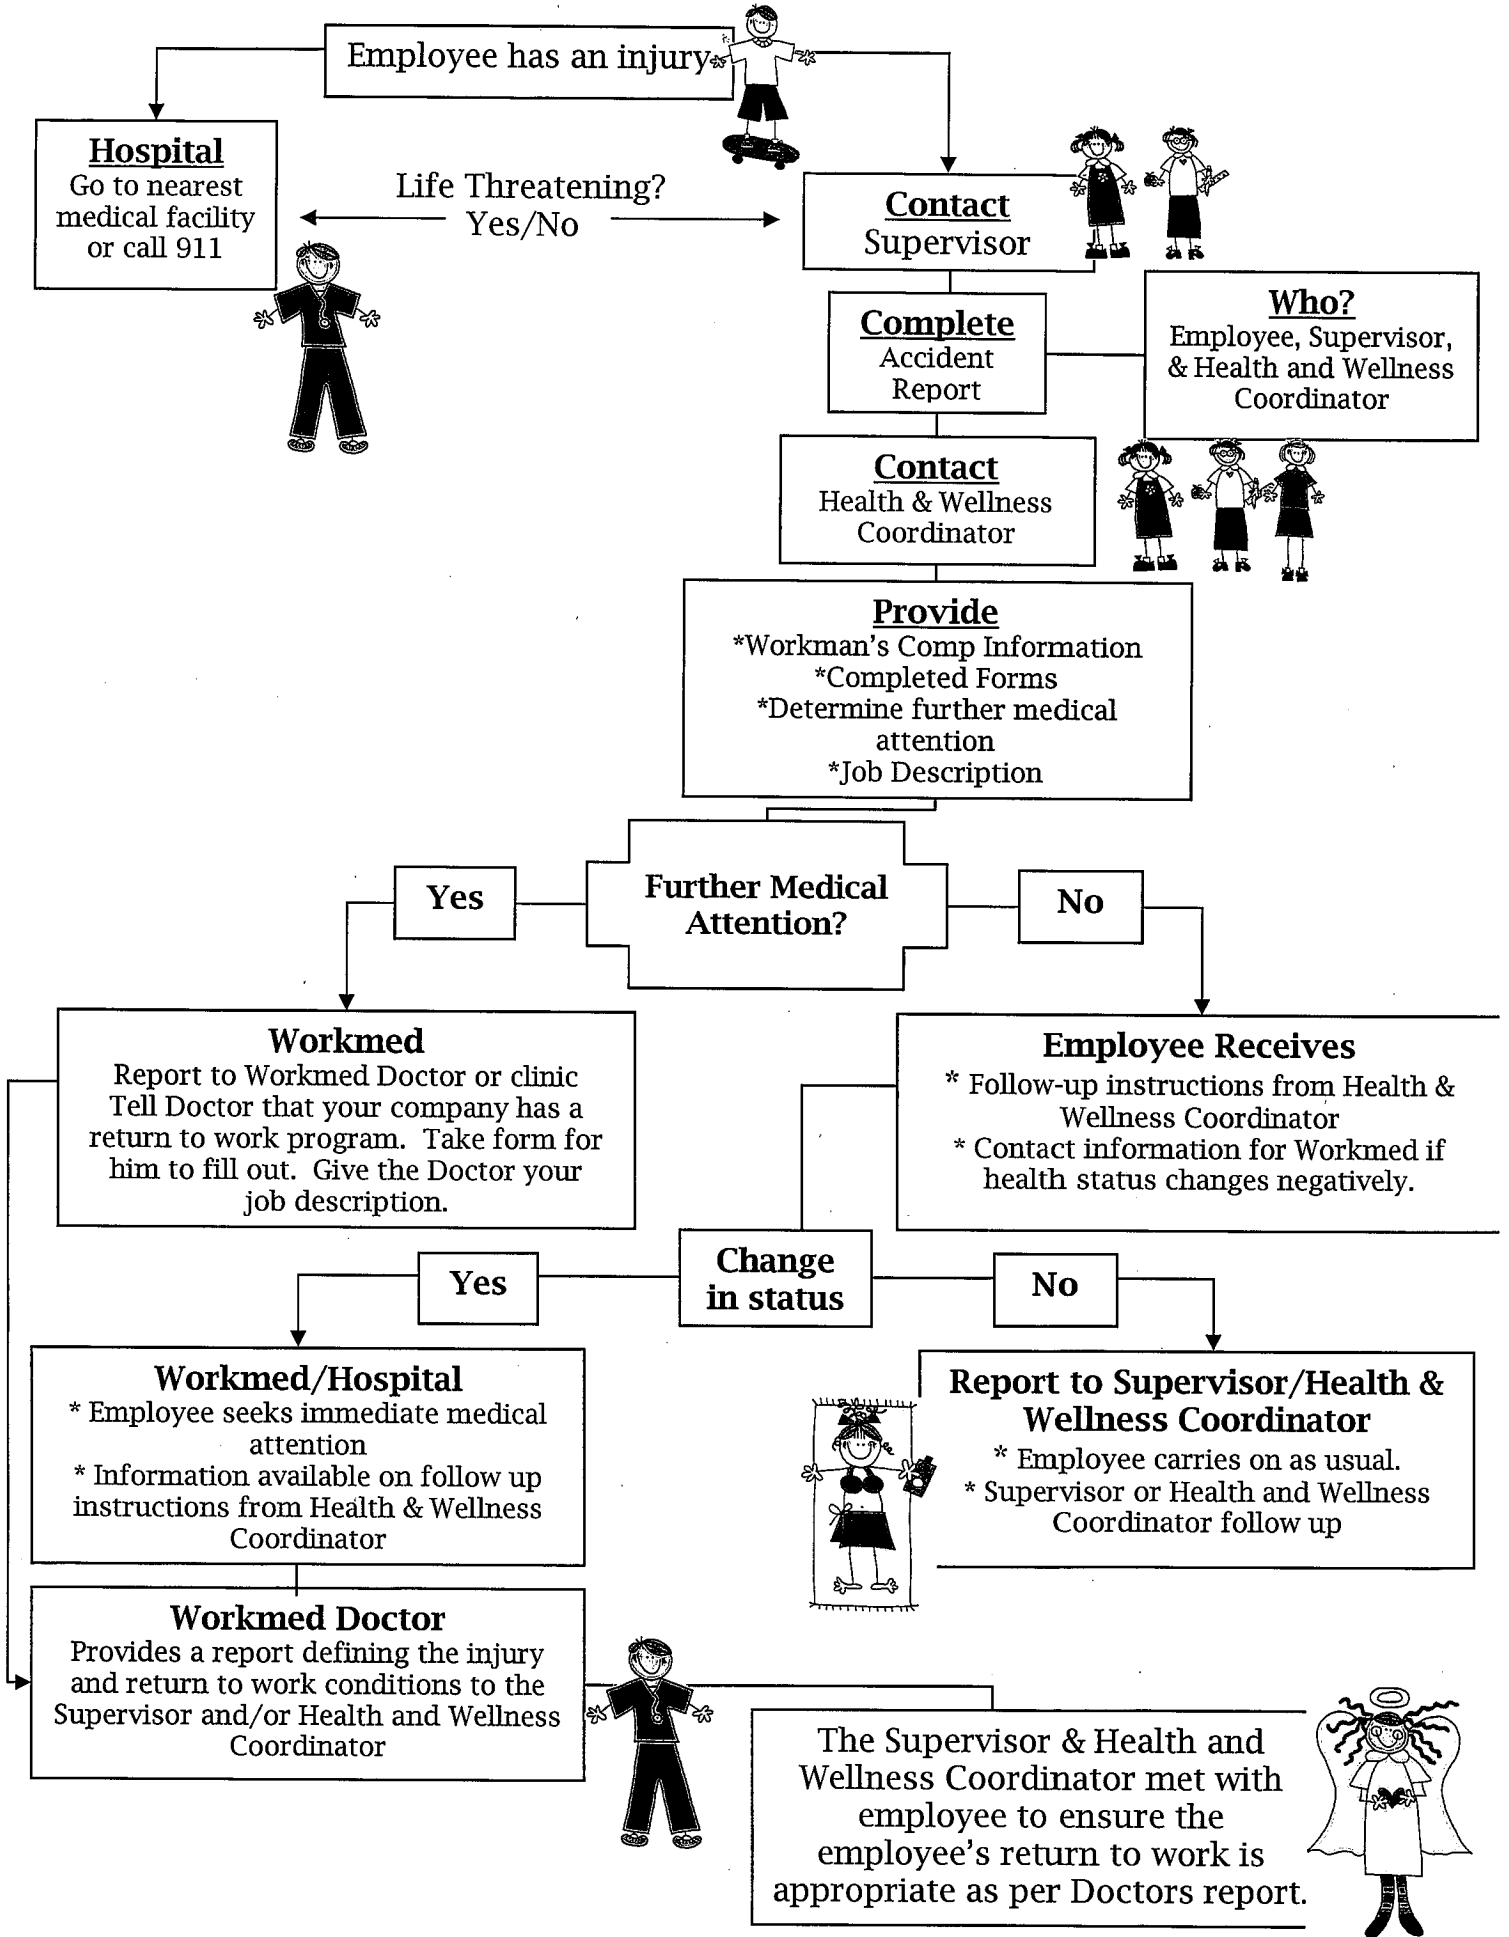 Employee has an injury
Hospital
Go to nearest
medical facility
or call 911
Life Threatening?
Yes/No
Contact
Supervisor
Complete
Accident
Report
Who?
Employee, Supervisor,
& Health and Wellness
Coordinator
Contact
Health & Wellness
Coordinator
Provide
*Workman's Comp Information
*Completed Forms
*Determine further medical
attention
*Job Description
Further Medical
Attention?
Yes
No
Workmed
Report to Workmed Doctor or clinic
Tell Doctor that your company has a
return to work program. Take form for
him to fill out. Give the Doctor your
job description.
Employee Receives
* Follow-up instructions from Health &
Wellness Coordinator
* Contact information for Workmed if
health status changes negatively.
Change
in status
Yes
No
Workmed/Hospital
* Employee seeks immediate medical
attention
* Information available on follow up
instructions from Health & Wellness
Coordinator
Report to Supervisor/Health &
Wellness Coordinator
* Employee carries on as usual.
* Supervisor or Health and Wellness
Coordinator follow up
Workmed Doctor
Provides a report defining the injury
and return to work conditions to the
Supervisor and/or Health and Wellness
Coordinator
The Supervisor & Health and
Wellness Coordinator met with
employee to ensure the
employee's return to work is
appropriate as per Doctors report.